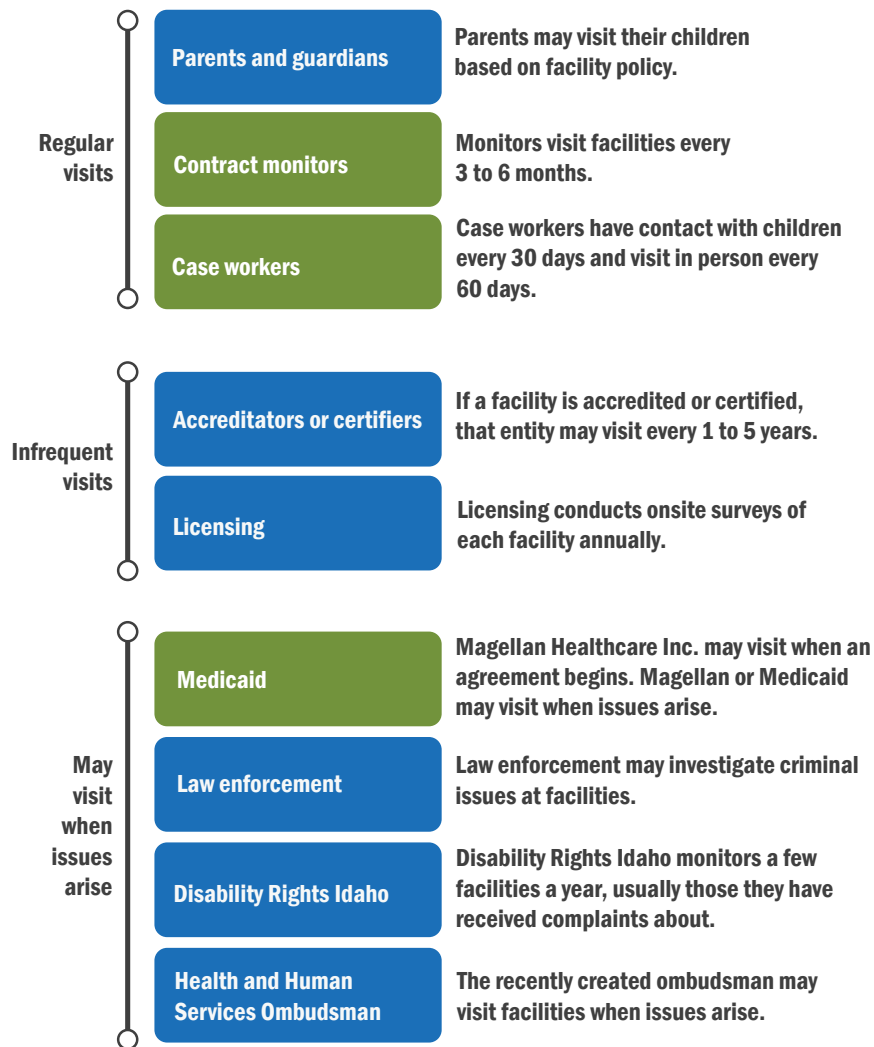 Regular
visits
Parents and guardians
Parents may visit their children
based on facility policy.
Contract monitors
Monitors visit facilities every
3 to 6 months.
Case workers
Case workers have contact with children
every 30 days and visit in person every
60 days.
Infrequent
visits
Accreditators or certifiers
If a facility is accredited or certified,
that entity may visit every 1 to 5 years.
Licensing
Licensing conducts onsite surveys of
each facility annually.
May
visit
when
issues
arise
Medicaid
Magellan Healthcare Inc. may visit when an
agreement begins. Magellan or Medicaid
may visit when issues arise.
Law enforcement
Law enforcement may investigate criminal
issues at facilities.
Disability Rights Idaho
Disability Rights Idaho monitors a few
facilities a year, usually those they have
received complaints about.
Health and Human
Services Ombudsman
The recently created ombudsman may
visit facilities when issues arise.